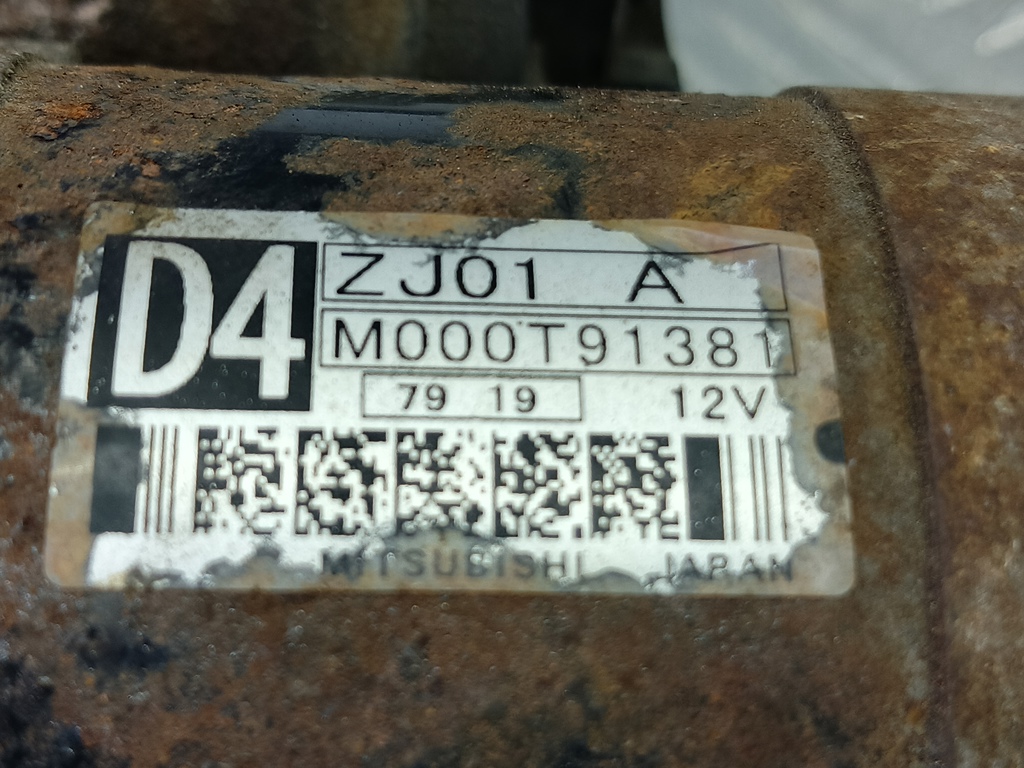 D4
ZJ01 A
M000T91381
79 19
12V
MITSUBISHI JAPAN